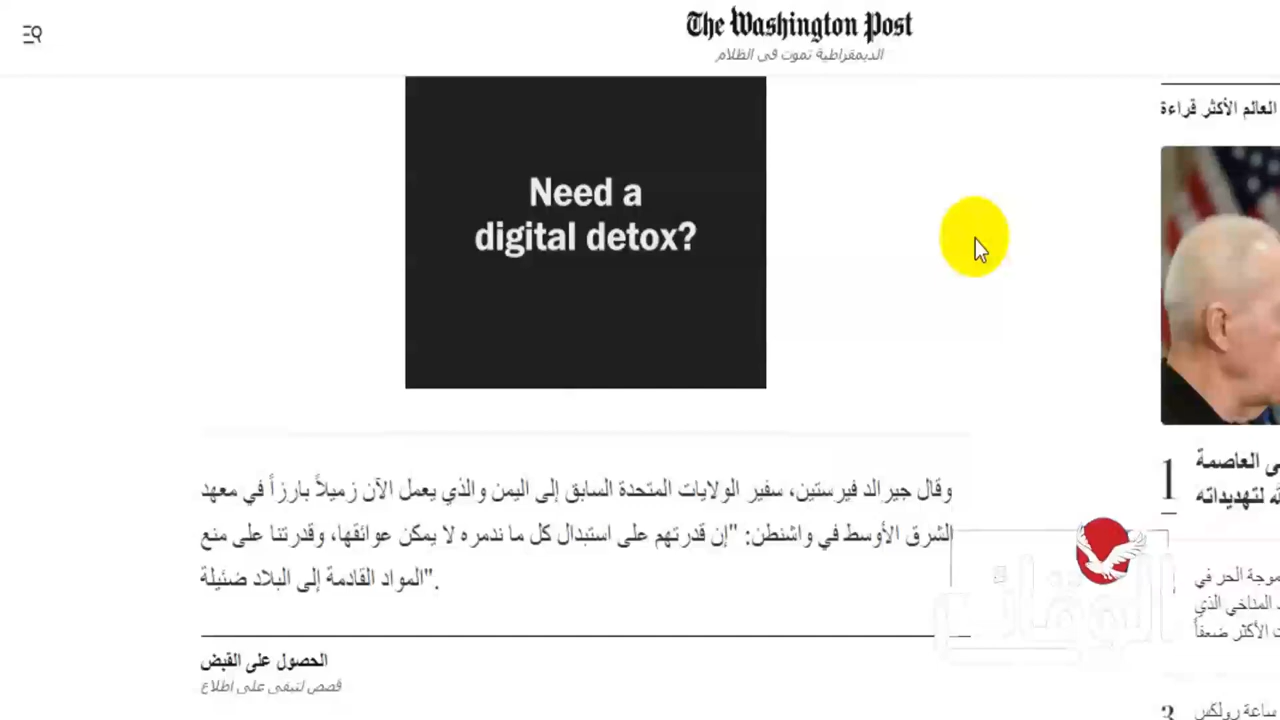 The Washington Post
الديمقراطية تموت في الظلام
Need a
digital detox?
وقال جيرالد فيرستين، سفير الولايات المتحدة السابق إلى اليمن والذي يعمل الآن زميلاً بارزاً في معهد
الشرق الأوسط في واشنطن: "إن قدرتهم على استبدال كل ما ندمره لا يمكن عوائقها، وقدرتنا على منع
المواد القادمة إلى البلاد ضئيلة".
الحصول على القبض
قصص لتبقى على اطلاع
العالم الأكثر قراءة
1
العاصمة
لتهديداته
موجة الحر في
المناخي الذي
الأكثر ضعفاً
3
ساعة رولكس